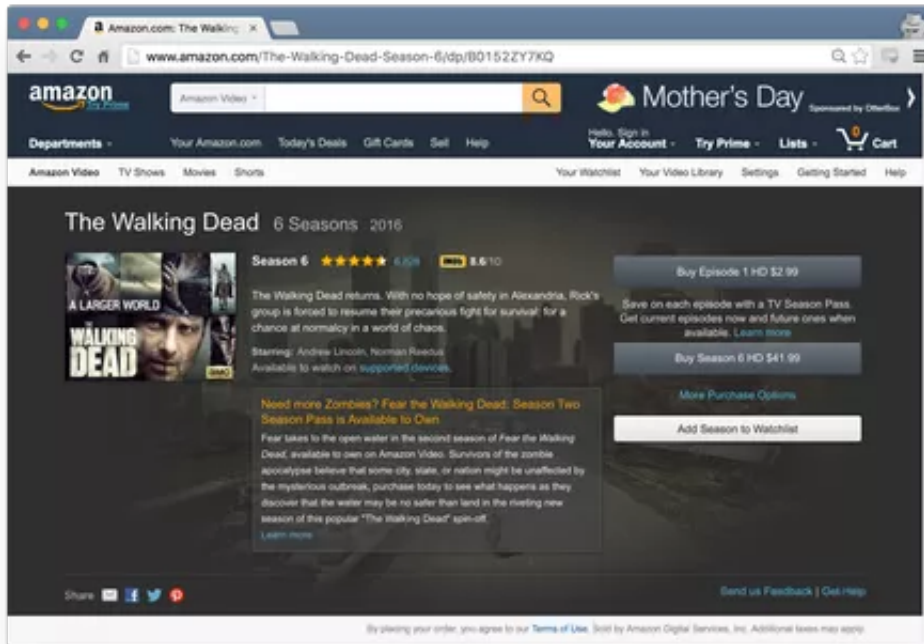 Amazon.com: The Walking
www.amazon.com/The-Walking-Dead-Season-6/dp/B0152ZY7KQ
amazon
Try Prime
Amazon Video
Mother's Day
Sponsored by OtterBox
Departments
Your Amazon.com Today's Deals Gift Cards Sell Help
Hello. Sign in
Your Account Try Prime Lists 0 Cart
Amazon Video TV Shows Movies Shorts Your Watchlist Your Video Library Settings Getting Started Help
The Walking Dead 6 Seasons 2016
A LARGER WORLD
THE
WALKING
DEAD
amc
Season 6 IMDb 8.6/10
The Walking Dead returns. With no hope of safety in Alexandria, Rick's
group is forced to resume their precarious fight for survival: for a
chance at normalcy in a world of chaos.
Starring: Andrew Lincoln, Norman Reedus
Available to watch on supported devices.
Need more Zombies? Fear the Walking Dead: Season Two
Season Pass is Available to Own
Fear takes to the open water in the second season of Fear the Walking
Dead, available to own on Amazon Video. Survivors of the zombie
apocalypse believe that some city, state, or nation might be unaffected by
the mysterious outbreak, purchase today to see what happens as they
discover that the water may be no safer than land in the riveting new
season of this popular "The Walking Dead" spin-off.
Learn more
Buy Episode 1 HD $2.99
Save on each episode with a TV Season Pass.
Get current episodes now and future ones when
available. Learn more
Buy Season 6 HD $41.99
More Purchase Options
Add Season to Watchlist
Share
Send us Feedback | Get Help
By placing your order, you agree to our Terms of Use. Sold by Amazon Digital Services, Inc. Additional taxes may apply.